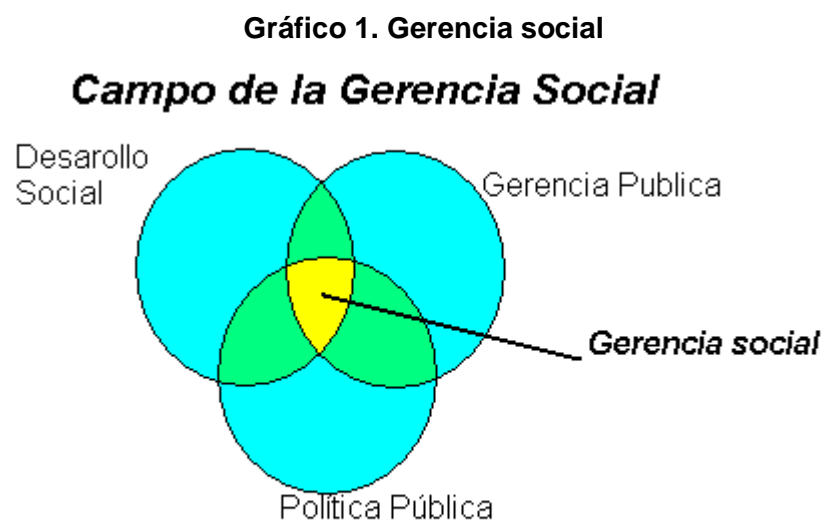 Gráfico 1. Gerencia social
Campo de la Gerencia Social
Desarollo
Social
Gerencia Publica
Gerencia social
Política Pública